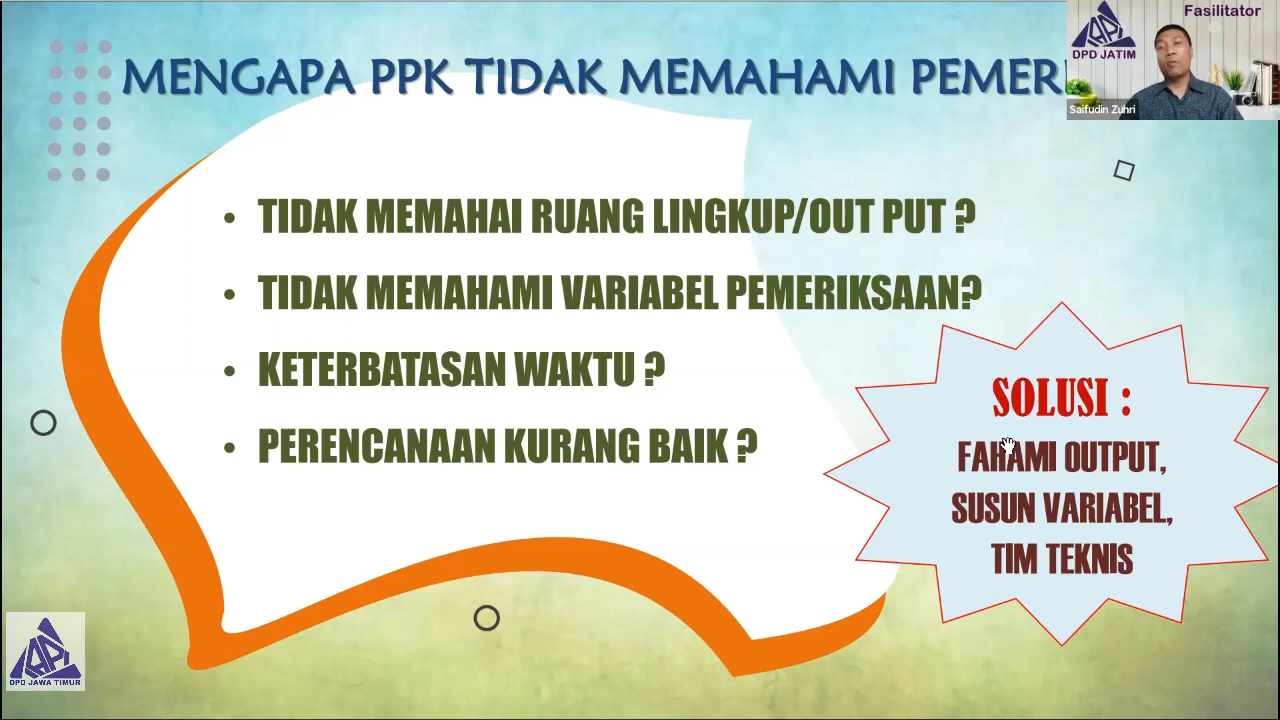 Fasilitator
DPD JATIM
Saifudin Zuhri
MENGAPA PPK TIDAK MEMAHAMI
• TIDAK MEMAHAI RUANG LINGKUP/OUT PUT ?
• TIDAK MEMAHAMI VARIABEL PEMERIKSAAN?
• KETERBATASAN WAKTU ?
• PERENCANAAN KURANG BAIK ?
SOLUSI :
FAHAMI OUTPUT,
SUSUN VARIABEL,
TIM TEKNIS
DPD JAWA TIMUR